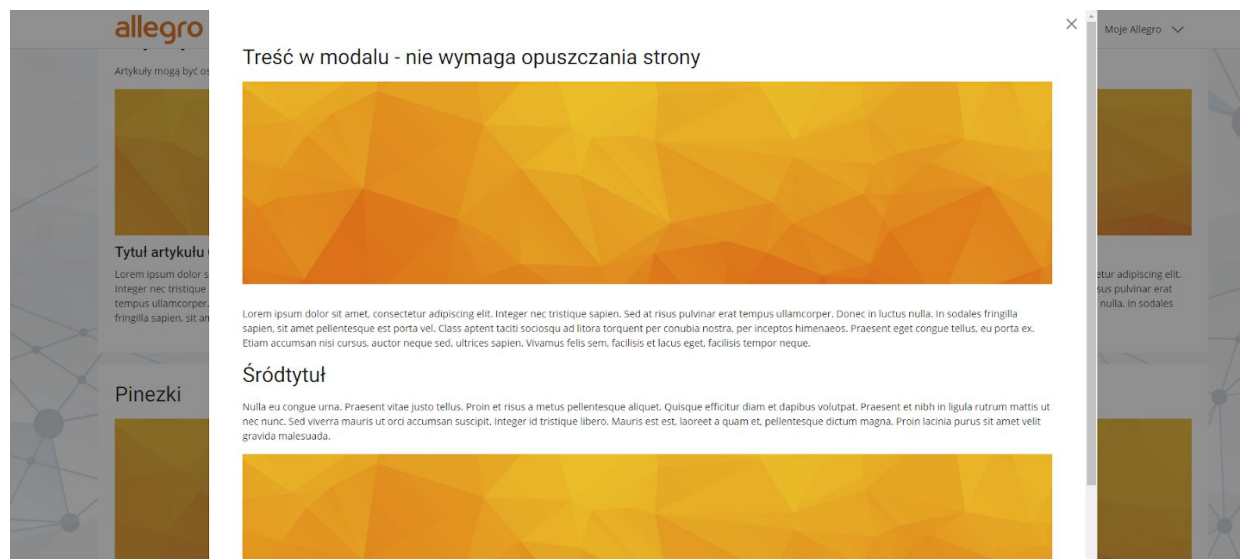 allegro
Moje Allegro
Artykuły mogą być os
Treść w modalu - nie wymaga opuszczania strony
Tytuł artykułu
Lorem ipsum dolor s
Integer nec tristique
tempus ullamcorper.
fringilla sapien, sit am
etur adipiscing elit.
sus pulvinar erat
nulla. In sodales
Lorem ipsum dolor sit amet, consectetur adipiscing elit. Integer nec tristique sapien. Sed at risus pulvinar erat tempus ullamcorper. Donec in luctus nulla. In sodales fringilla
sapien, sit amet pellentesque est porta vel. Class aptent taciti sociosqu ad litora torquent per conubia nostra, per inceptos himenaeos. Praesent eget congue tellus, eu porta ex.
Etiam accumsan nisi cursus, auctor neque sed, ultrices sapien. Vivamus felis sem, facilisis et lacus eget, facilisis tempor neque.
Śródtytuł
Pinezki
Nulla eu congue urna. Praesent vitae justo tellus. Proin et risus a metus pellentesque aliquet. Quisque efficitur diam et dapibus volutpat. Praesent et nibh in ligula rutrum mattis ut
nec nunc. Sed viverra mauris ut orci accumsan suscipit. Integer id tristique libero. Mauris est est, laoreet a quam et, pellentesque dictum magna. Proin lacinia purus sit amet velit
gravida malesuada.